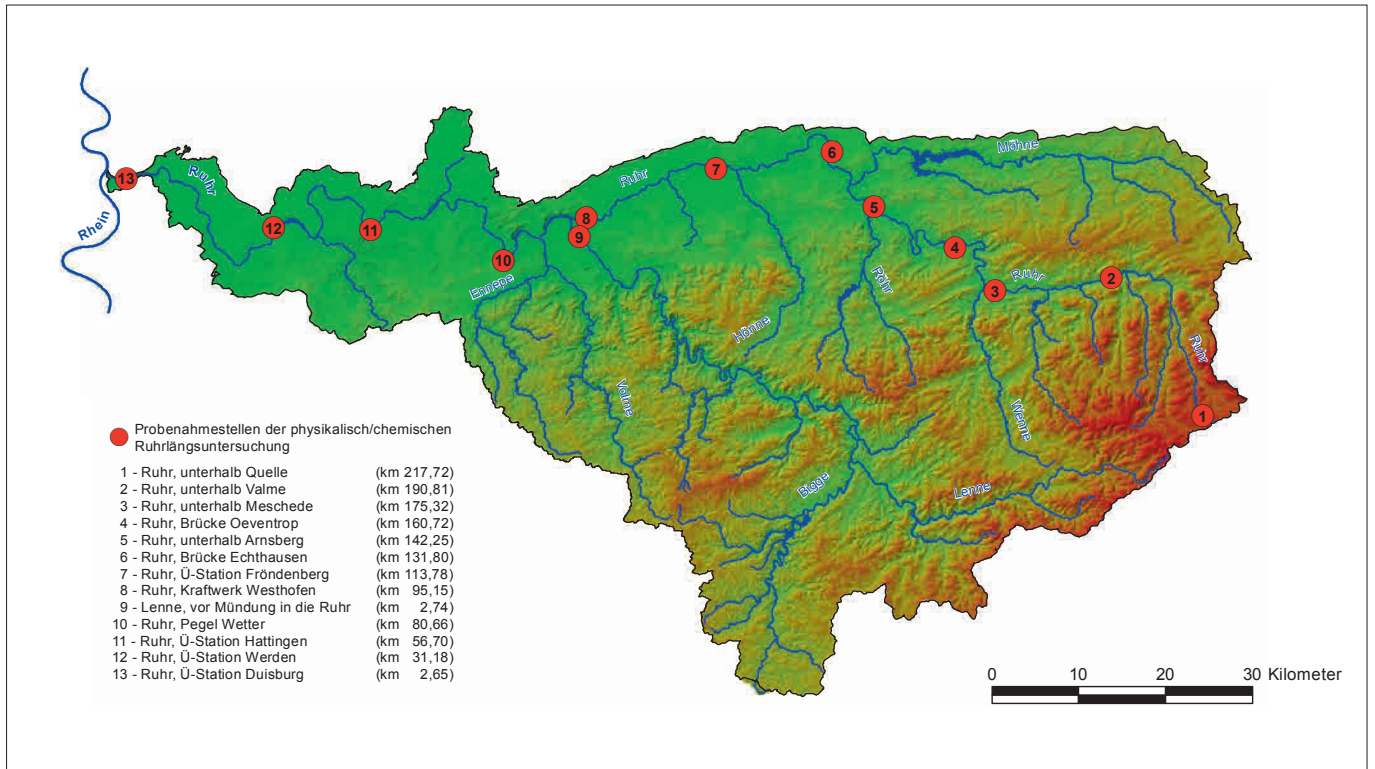 Möhne
6
13
Ruhr
Ruhr
7
5
Rhein
8
12
11
9
4
10
Ruhr
2
Ennepe
Röhr
3
Hönne
Ruhr
Volme
Wenne
1
Probenahmestellen der physikalisch/chemischen
Ruhrlängsuntersuchung
1 - Ruhr, unterhalb Quelle (km 217,72)
2 - Ruhr, unterhalb Valme (km 190,81)
3 - Ruhr, unterhalb Meschede (km 175,32)
4 - Ruhr, Brücke Oeventrop (km 160,72)
5 - Ruhr, unterhalb Arnsberg (km 142,25)
6 - Ruhr, Brücke Echthausen (km 131,80)
7 - Ruhr, Ü-Station Fröndenberg (km 113,78)
8 - Ruhr, Kraftwerk Westhofen (km 95,15)
9 - Lenne, vor Mündung in die Ruhr (km 2,74)
10 - Ruhr, Pegel Wetter (km 80,66)
11 - Ruhr, Ü-Station Hattingen (km 56,70)
12 - Ruhr, Ü-Station Werden (km 31,18)
13 - Ruhr, Ü-Station Duisburg (km 2,65)
Bigge
Lenne
0 10 20 30 Kilometer